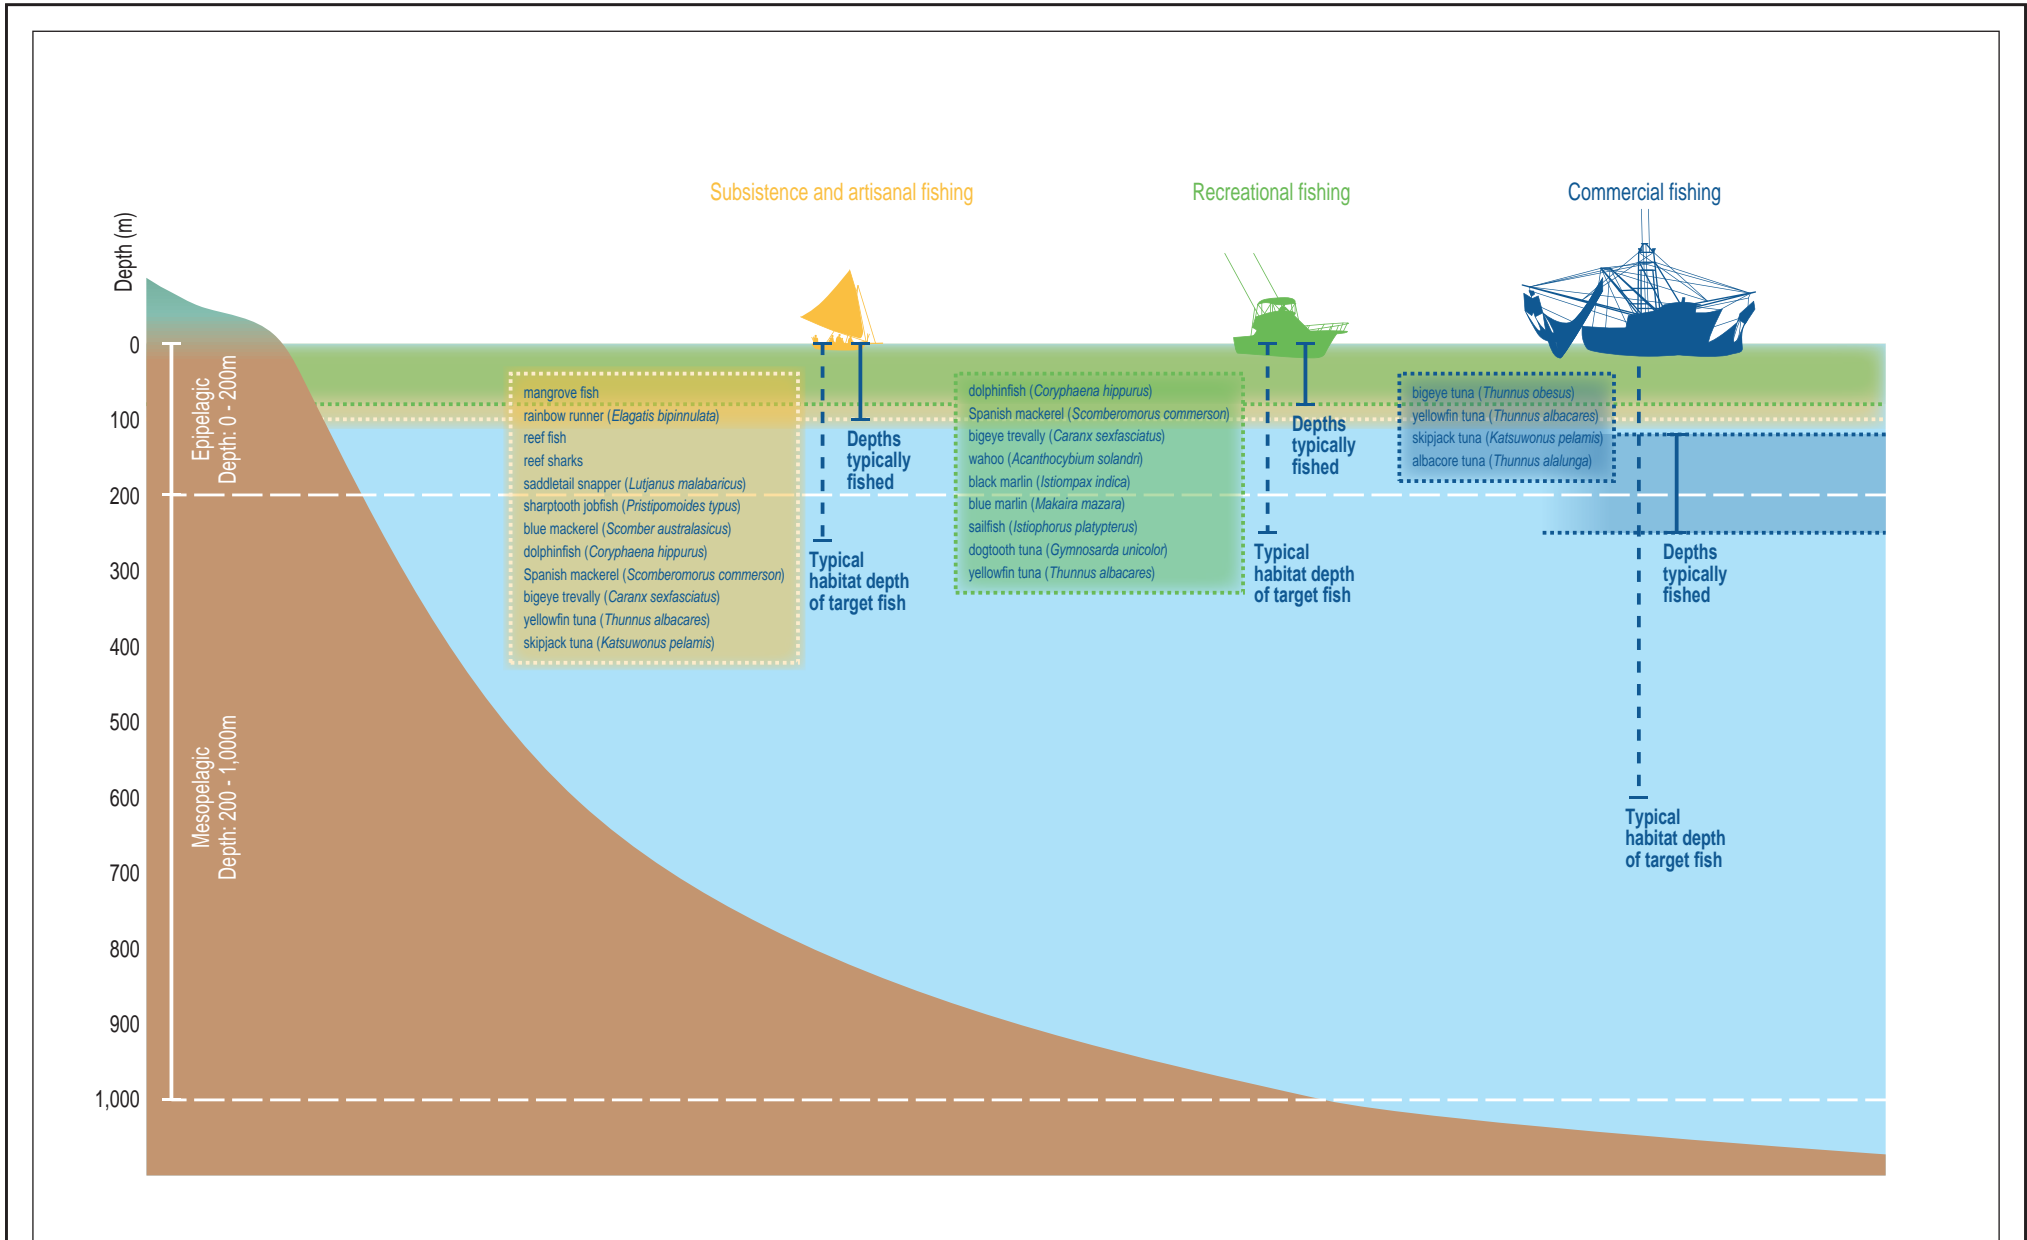 Subsistence and artisanal fishing
Recreational fishing
Commercial fishing
Depth (m)
0
100
200
300
400
500
600
700
800
900
1,000
Epipelagic
Depth: 0 - 200m
Mesopelagic
Depth: 200 - 1,000m
mangrove fish
rainbow runner (Elagatis bipinnulata)
reef fish
reef sharks
saddletail snapper (Lutjanus malabaricus)
sharptooth jobfish (Pristipomoides typus)
blue mackerel (Scomber australasicus)
dolphinfish (Coryphaena hippurus)
Spanish mackerel (Scomberomorus commerson)
bigeye trevally (Caranx sexfasciatus)
yellowfin tuna (Thunnus albacares)
skipjack tuna (Katsuwonus pelamis)
Depths
typically
fished
Typical
habitat depth
of target fish
dolphinfish (Coryphaena hippurus)
Spanish mackerel (Scomberomorus commerson)
bigeye trevally (Caranx sexfasciatus)
wahoo (Acanthocybium solandri)
black marlin (Istiompax indica)
blue marlin (Makaira mazara)
sailfish (Istiophorus platypterus)
dogtooth tuna (Gymnosarda unicolor)
yellowfin tuna (Thunnus albacares)
Depths
typically
fished
Typical
habitat depth
of target fish
bigeye tuna (Thunnus obesus)
yellowfin tuna (Thunnus albacares)
skipjack tuna (Katsuwonus pelamis)
albacore tuna (Thunnus alalunga)
Depths
typically
fished
Typical
habitat depth
of target fish